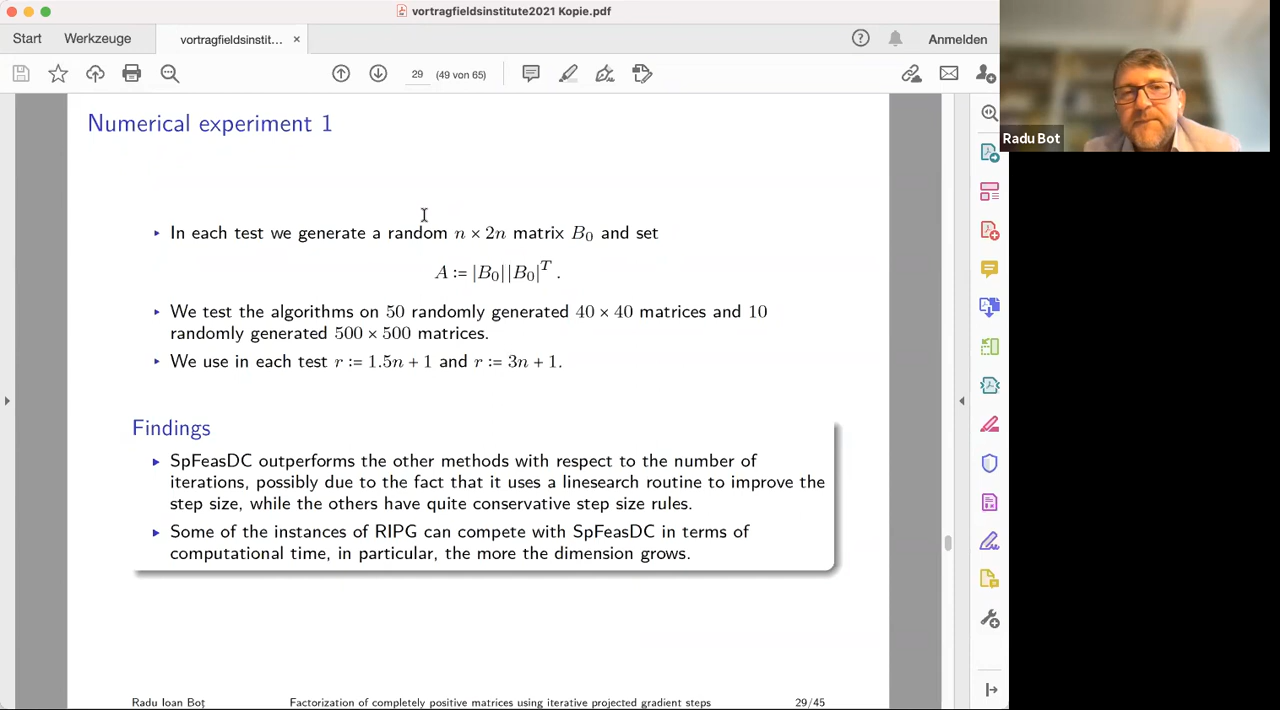 vortragfieldsinstitute2021 Kopie.pdf
Start Werkzeuge vortragfieldsinstit... × Anmelden
29 (49 von 65)
Radu Bot
Numerical experiment 1
In each test we generate a random n × 2n matrix B₀ and set
A := |B₀||B₀|ᵀ .
We test the algorithms on 50 randomly generated 40 × 40 matrices and 10
randomly generated 500 × 500 matrices.
We use in each test r := 1.5n + 1 and r := 3n + 1.
Findings
SpFeasDC outperforms the other methods with respect to the number of
iterations, possibly due to the fact that it uses a linesearch routine to improve the
step size, while the others have quite conservative step size rules.
Some of the instances of RIPG can compete with SpFeasDC in terms of
computational time, in particular, the more the dimension grows.
Radu Ioan Boț Factorization of completely positive matrices using iterative projected gradient steps 29/45